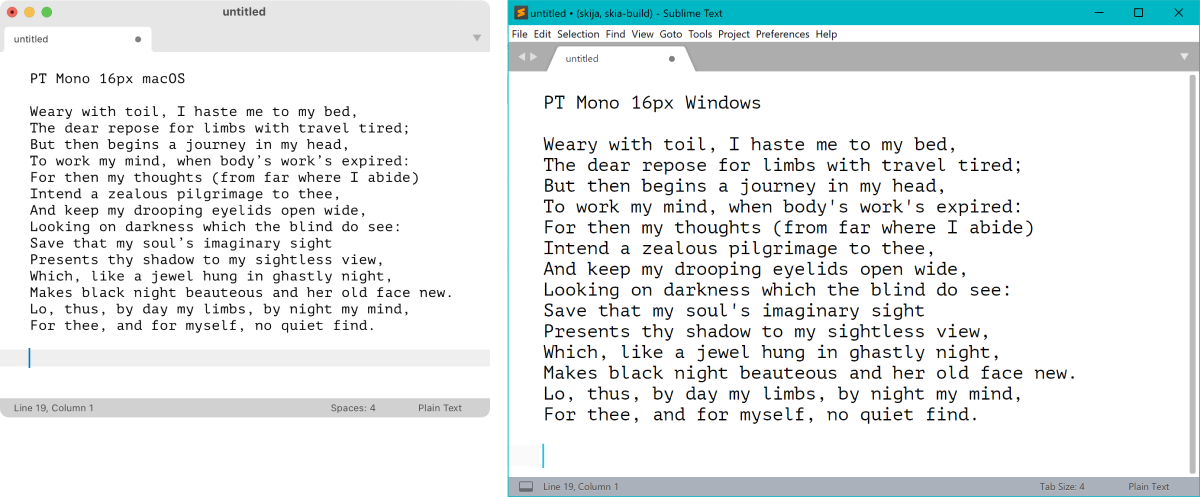 untitled
untitled
PT Mono 16px macOS
Weary with toil, I haste me to my bed,
The dear repose for limbs with travel tired;
But then begins a journey in my head,
To work my mind, when body’s work’s expired:
For then my thoughts (from far where I abide)
Intend a zealous pilgrimage to thee,
And keep my drooping eyelids open wide,
Looking on darkness which the blind do see:
Save that my soul’s imaginary sight
Presents thy shadow to my sightless view,
Which, like a jewel hung in ghastly night,
Makes black night beauteous and her old face new.
Lo, thus, by day my limbs, by night my mind,
For thee, and for myself, no quiet find.
Line 19, Column 1 Spaces: 4 Plain Text
untitled • (skija, skia-build) - Sublime Text
File Edit Selection Find View Goto Tools Project Preferences Help
untitled
PT Mono 16px Windows
Weary with toil, I haste me to my bed,
The dear repose for limbs with travel tired;
But then begins a journey in my head,
To work my mind, when body's work's expired:
For then my thoughts (from far where I abide)
Intend a zealous pilgrimage to thee,
And keep my drooping eyelids open wide,
Looking on darkness which the blind do see:
Save that my soul's imaginary sight
Presents thy shadow to my sightless view,
Which, like a jewel hung in ghastly night,
Makes black night beauteous and her old face new.
Lo, thus, by day my limbs, by night my mind,
For thee, and for myself, no quiet find.
Line 19, Column 1 Tab Size: 4 Plain Text